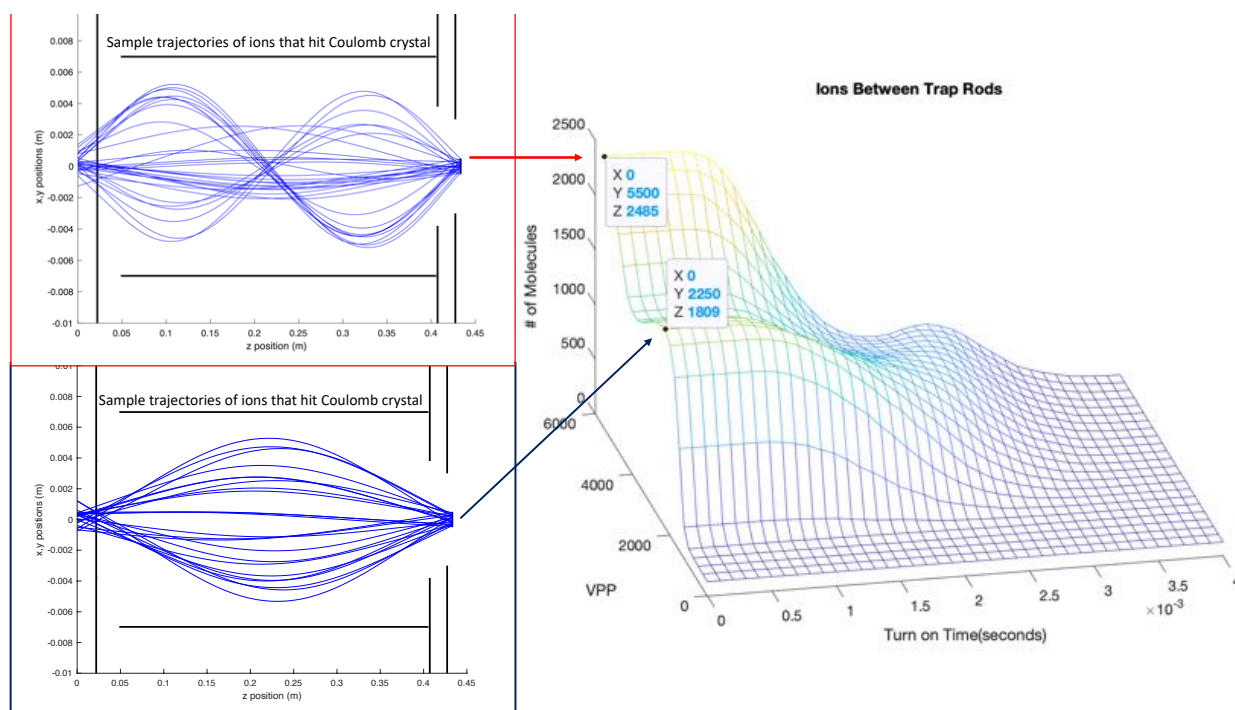 Sample trajectories of ions that hit Coulomb crystal
x,y positions (m)
0.008
0.006
0.004
0.002
0
-0.002
-0.004
-0.006
-0.008
-0.01
0 0.05 0.1 0.15 0.2 0.25 0.3 0.35 0.4 0.45
z position (m)
Sample trajectories of ions that hit Coulomb crystal
x,y positions (m)
0.01
0.008
0.006
0.004
0.002
0
-0.002
-0.004
-0.006
-0.008
-0.01
0 0.05 0.1 0.15 0.2 0.25 0.3 0.35 0.4 0.45
z position (m)
Ions Between Trap Rods
# of Molecules
2500
2000
1500
1000
500
0
X 0
Y 5500
Z 2485
X 0
Y 2250
Z 1809
6000
4000
2000
0
VPP
0 0.5 1 1.5 2 2.5 3 3.5 4
×10⁻³
Turn on Time(seconds)